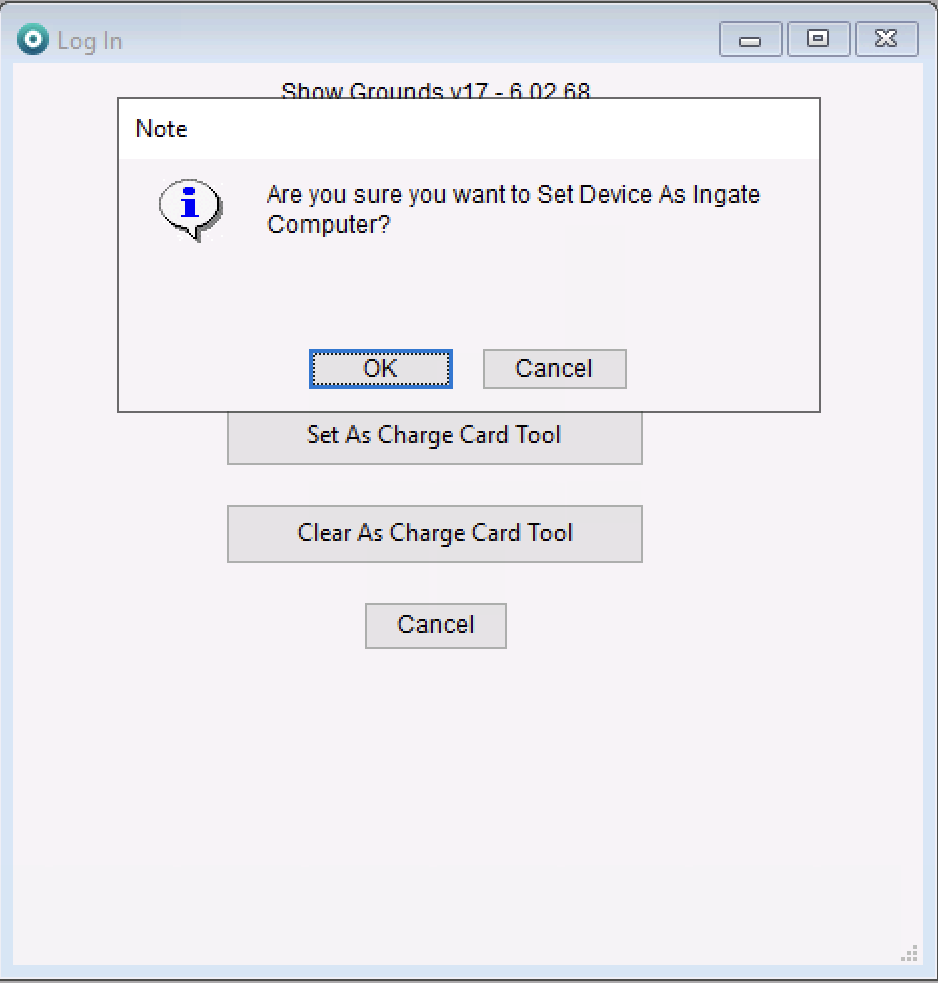 Log In
Show Grounds v17 - 6.02.68
Note
Are you sure you want to Set Device As Ingate
Computer?
OK
Cancel
Set As Charge Card Tool
Clear As Charge Card Tool
Cancel